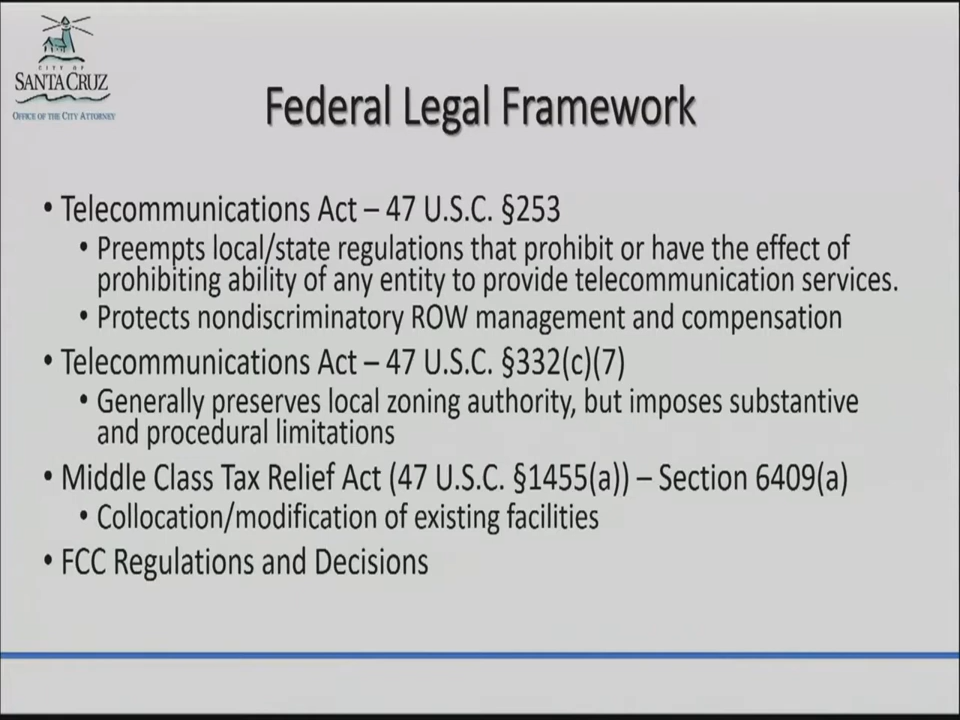 CITY OF
SANTA CRUZ
OFFICE OF THE CITY ATTORNEY
Federal Legal Framework
• Telecommunications Act – 47 U.S.C. §253
• Preempts local/state regulations that prohibit or have the effect of
prohibiting ability of any entity to provide telecommunication services.
• Protects nondiscriminatory ROW management and compensation
• Telecommunications Act – 47 U.S.C. §332(c)(7)
• Generally preserves local zoning authority, but imposes substantive
and procedural limitations
• Middle Class Tax Relief Act (47 U.S.C. §1455(a)) – Section 6409(a)
• Collocation/modification of existing facilities
• FCC Regulations and Decisions